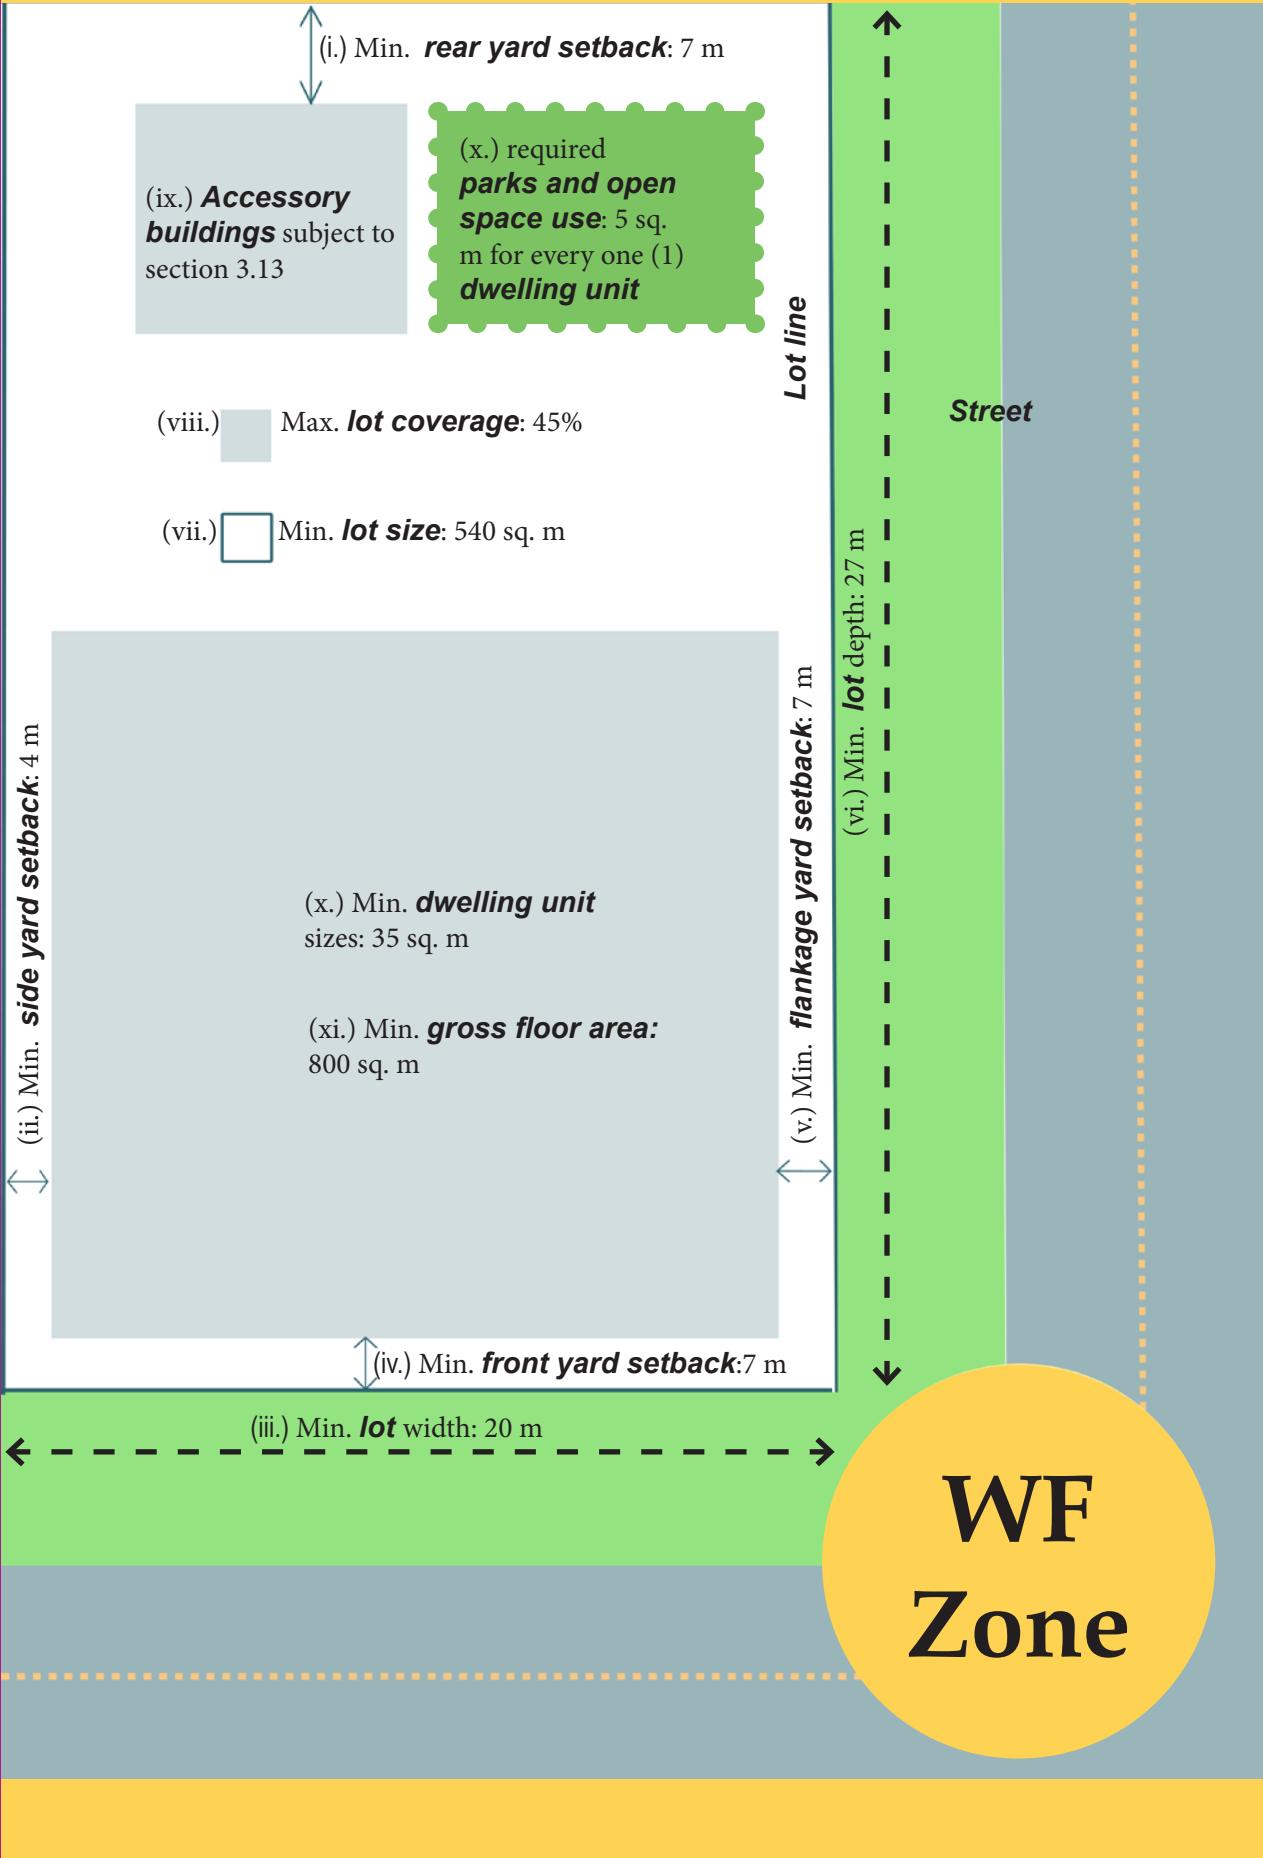 (i.) Min. rear yard setback: 7 m
(ix.) Accessory
buildings subject to
section 3.13
(x.) required
parks and open
space use: 5 sq.
m for every one (1)
dwelling unit
Lot line
Street
(viii.) Max. lot coverage: 45%
(vii.) Min. lot size: 540 sq. m
(vi.) Min. lot depth: 27 m
(ii.) Min. side yard setback: 4 m
(x.) Min. dwelling unit
sizes: 35 sq. m
(xi.) Min. gross floor area:
800 sq. m
(v.) Min. flankage yard setback: 7 m
(iv.) Min. front yard setback:7 m
(iii.) Min. lot width: 20 m
WF
Zone